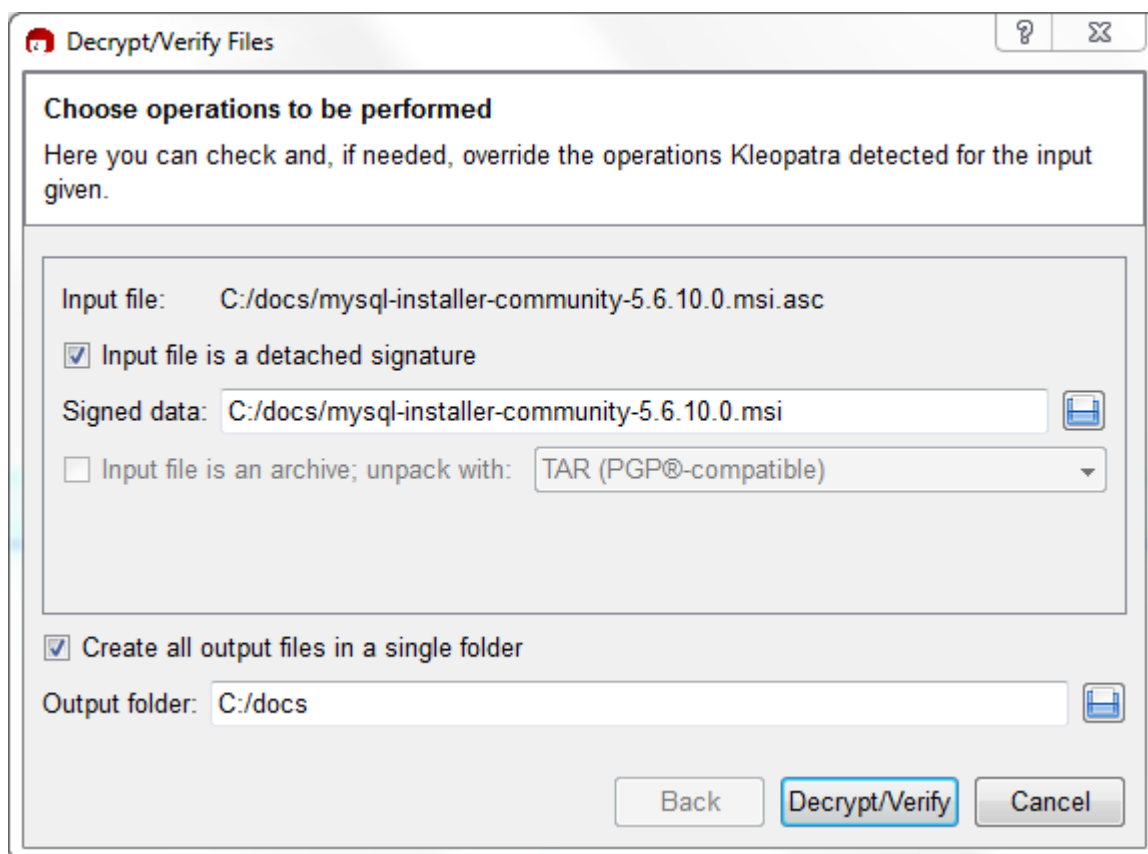 Decrypt/Verify Files
Choose operations to be performed
Here you can check and, if needed, override the operations Kleopatra detected for the input
given.
Input file: C:/docs/mysql-installer-community-5.6.10.0.msi.asc
Input file is a detached signature
Signed data: C:/docs/mysql-installer-community-5.6.10.0.msi
Input file is an archive; unpack with: TAR (PGP®-compatible)
Create all output files in a single folder
Output folder: C:/docs
Back Decrypt/Verify Cancel